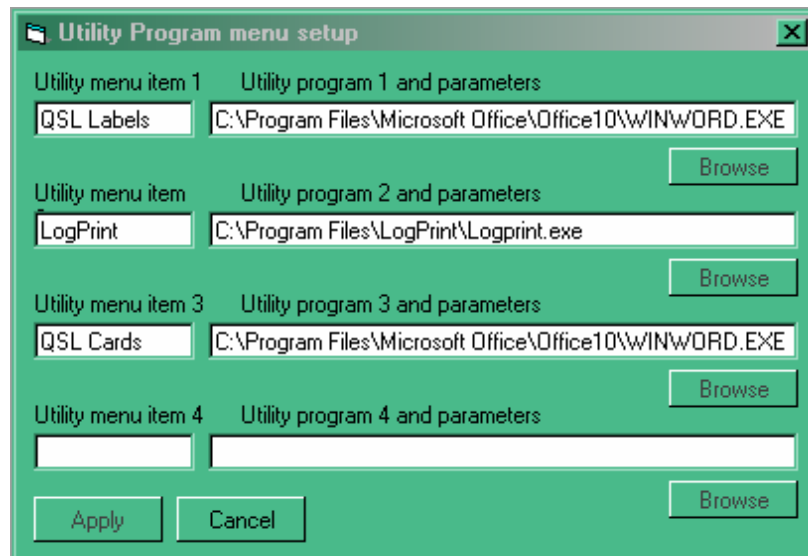 Utility Program menu setup
Utility menu item 1 Utility program 1 and parameters
QSL Labels C:\Program Files\Microsoft Office\Office10\WINWORD.EXE
Browse
Utility menu item Utility program 2 and parameters
LogPrint C:\Program Files\LogPrint\Logprint.exe
Browse
Utility menu item 3 Utility program 3 and parameters
QSL Cards C:\Program Files\Microsoft Office\Office10\WINWORD.EXE
Browse
Utility menu item 4 Utility program 4 and parameters
Browse
Apply Cancel